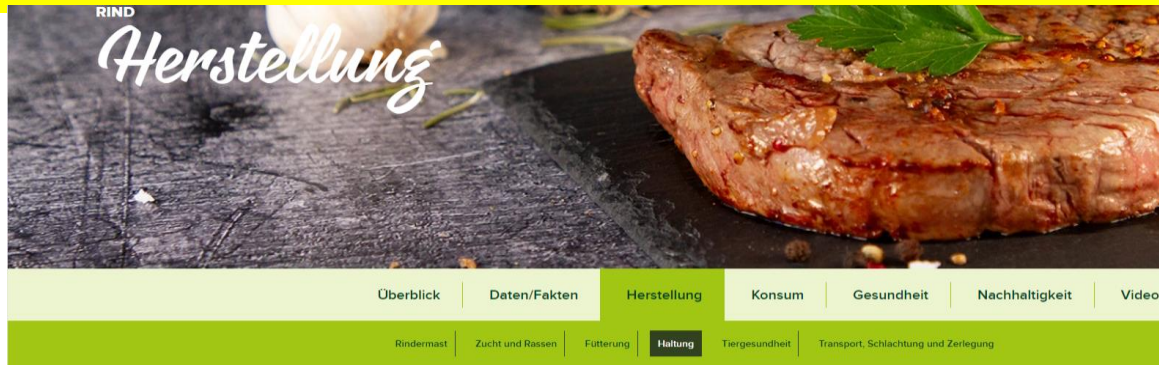 RIND
Herstellung
Überblick Daten/Fakten Herstellung Konsum Gesundheit Nachhaltigkeit Video
Rindermast Zucht und Rassen Fütterung Haltung Tiergesundheit Transport, Schlachtung und Zerlegung